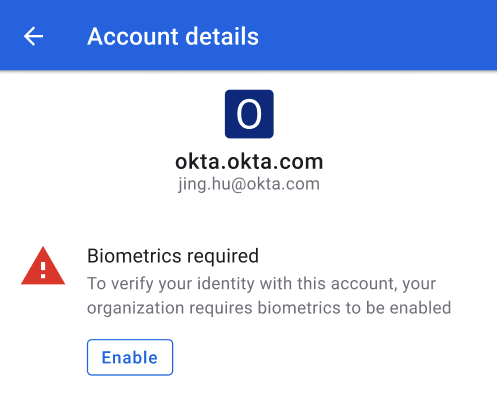 Account details
O
okta.okta.com
jing.hu@okta.com
Biometrics required
To verify your identity with this account, your
organization requires biometrics to be enabled
Enable